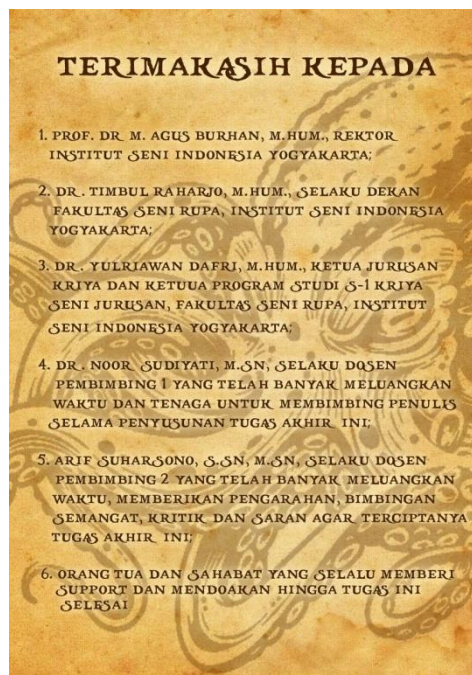 TERIMAKASIH KEPADA
1. PROF. DR. M. AGUS BURHAN, M.HUM., REKTOR
INSTITUT SENI INDONESIA YOGYAKARTA;
2. DR. TIMBUL RAHARJO, M.HUM., SELAKU DEKAN
FAKULTAS SENI RUPA, INSTITUT SENI INDONESIA
YOGYAKARTA;
3. DR. YULRIAWAN DAFRI, M.HUM., KETUA JURUSAN
KRIYA DAN KETUUA PROGRAM STUDI S-1 KRIYA
SENI JURUSAN, FAKULTAS SENI RUPA, INSTITUT
SENI INDONESIA YOGYAKARTA;
4. DR. NOOR SUDIYATI, M.SN, SELAKU DOSEN
PEMBIMBING 1 YANG TELAH BANYAK MELUANGKAN
WAKTU DAN TENAGA UNTUK MEMBIMBING PENULIS
SELAMA PENYUSUNAN TUGAS AKHIR INI;
5. ARIF SUHARSONO, S.SN, M.SN, SELAKU DOSEN
PEMBIMBING 2 YANG TELAH BANYAK MELUANGKAN
WAKTU, MEMBERIKAN PENGARAHAN, BIMBINGAN
SEMANGAT, KRITIK DAN SARAN AGAR TERCIPTANYA
TUGAS AKHIR INI;
6. ORANG TUA DAN SAHABAT YANG SELALU MEMBERI
SUPPORT DAN MENDOAKAN HINGGA TUGAS INI
SELESAI